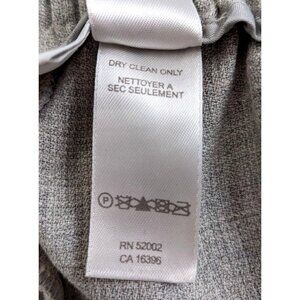 DRY CLEAN ONLY
NETTOYER A
SEC SEULEMENT
P
RN 52002
CA 16396